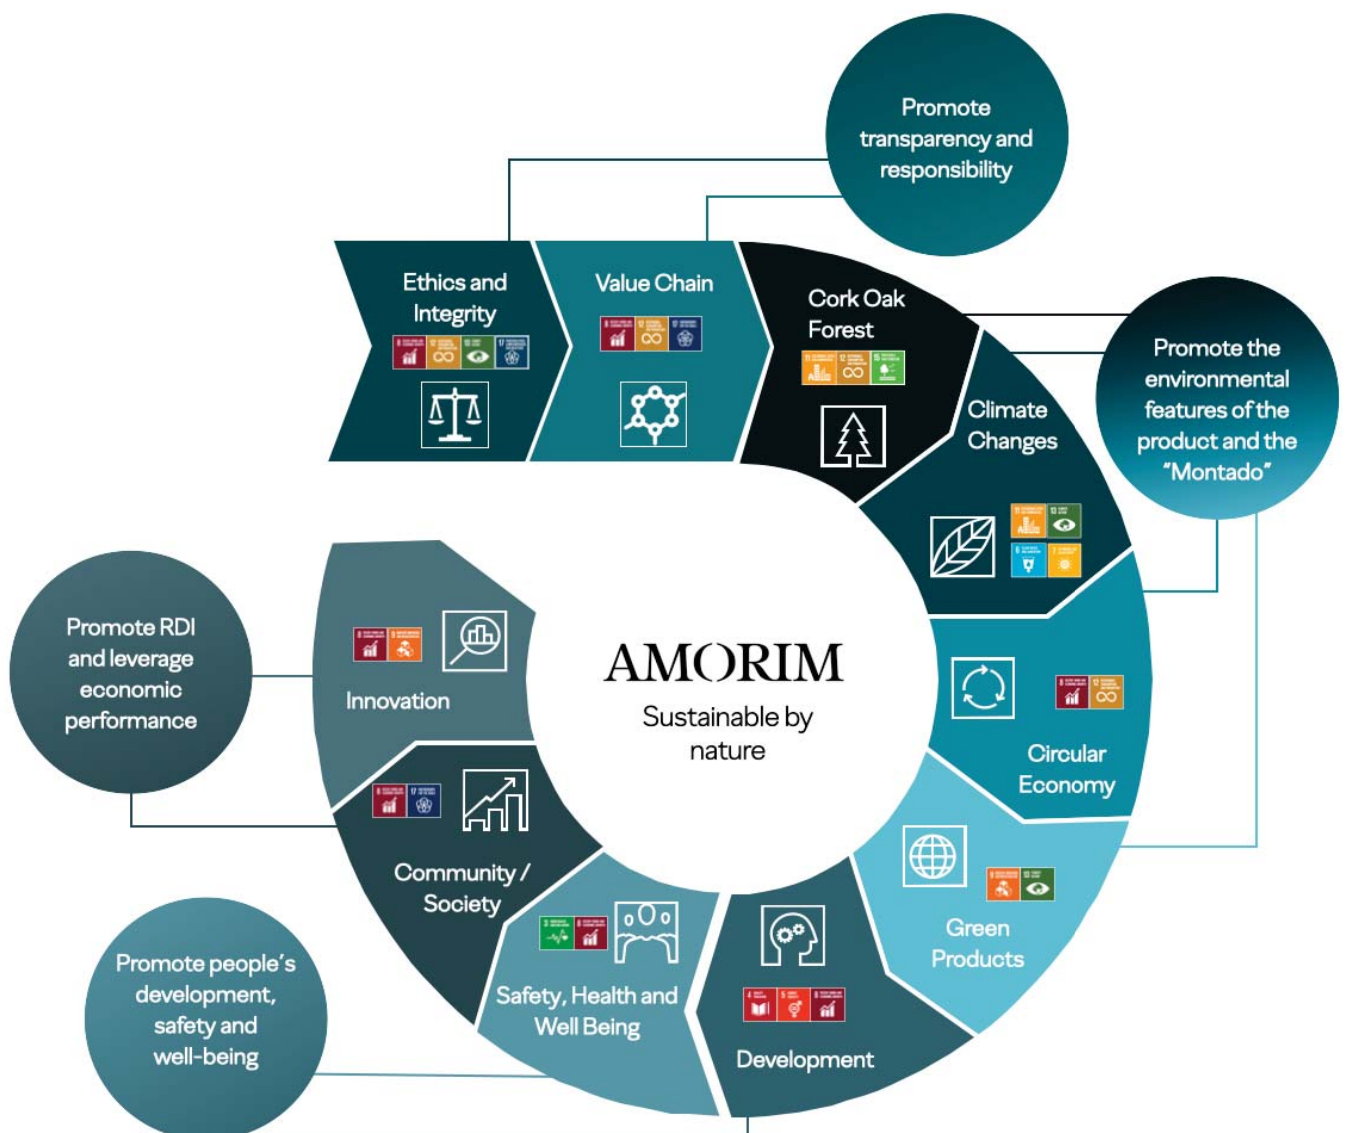 Promote
transparency and
responsibility
Ethics and
Integrity
Value Chain
Cork Oak
Forest
Climate
Changes
Promote the
environmental
features of the
product and the
“Montado”
Circular
Economy
Green
Products
Development
Safety, Health and
Well Being
Community /
Society
Innovation
Promote RDI
and leverage
economic
performance
Promote people’s
development,
safety and
well-being
AMORIM
Sustainable by
nature